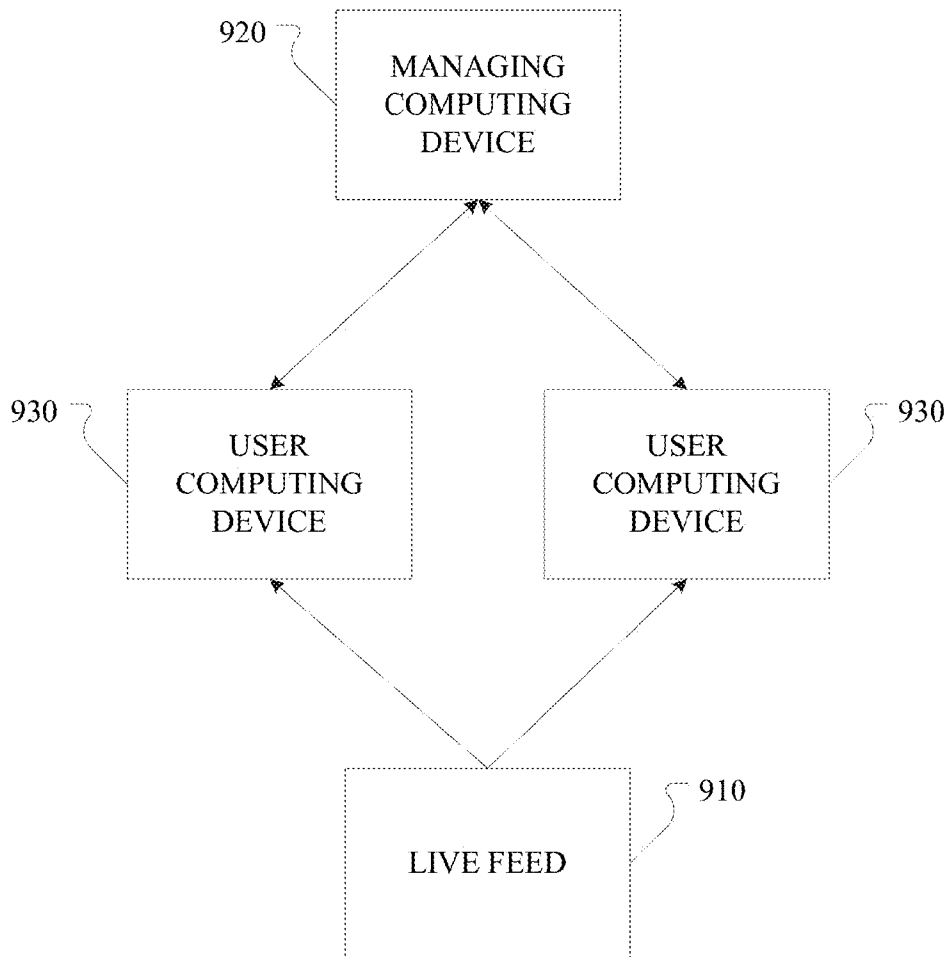 920
MANAGING
COMPUTING
DEVICE
930
USER
COMPUTING
DEVICE
USER
COMPUTING
DEVICE
930
910
LIVE FEED